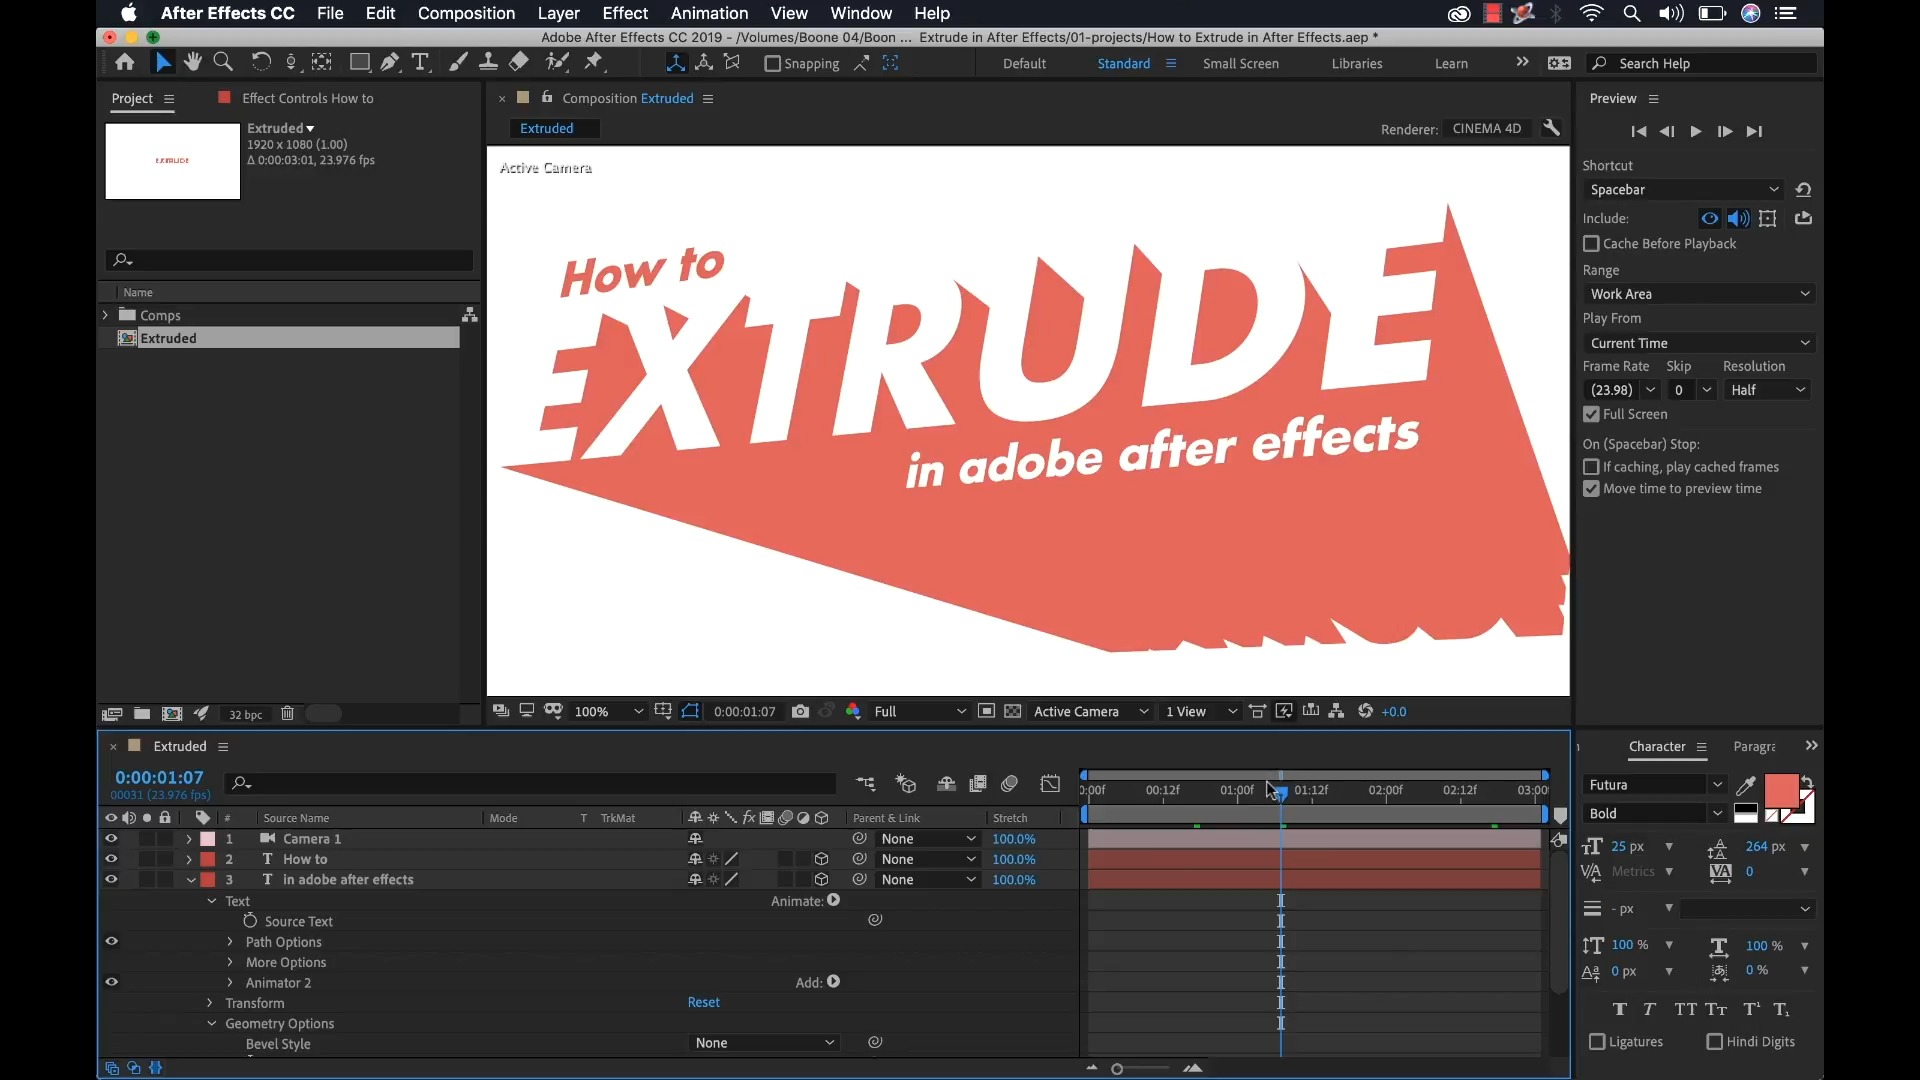 After Effects CC File Edit Composition Layer Effect Animation View Window Help
Adobe After Effects CC 2019 - /Volumes/Boone 04/Boon ... Extrude in After Effects/01-projects/How to Extrude in After Effects.aep *
Snapping Default Standard Small Screen Libraries Learn Search Help
Project Effect Controls How to
Extruded
1920 x 1080 (1.00)
Δ 0:00:03:01, 23.976 fps
EXTRUDE
Name
Comps
Extruded
32 bpc
Composition Extruded
Extruded
Renderer: CINEMA 4D
Active Camera
How to
EXTRUDE
in adobe after effects
100% 0:00:01:07 Full Active Camera 1 View +0.0
Preview
Shortcut
Spacebar
Include:
Cache Before Playback
Range
Work Area
Play From
Current Time
Frame Rate Skip Resolution
(23.98) 0 Half
Full Screen
On (Spacebar) Stop:
If caching, play cached frames
Move time to preview time
Extruded
0:00:01:07
00031 (23.976 fps)
0:00f 00:12f 01:00f 01:12f 02:00f 02:12f 03:00
# Source Name Mode T TrkMat fx Parent & Link Stretch
1 Camera 1 None 100.0%
2 T How to None 100.0%
3 T in adobe after effects None 100.0%
Text Animate:
Source Text
Path Options
More Options
Animator 2 Add:
Transform Reset
Geometry Options
Bevel Style None
Character Paragra
Futura
Bold
25 px 264 px
Metrics 0
- px
100 % 100 %
0 px 0 %
T T TT Tт T¹ T₁
Ligatures Hindi Digits